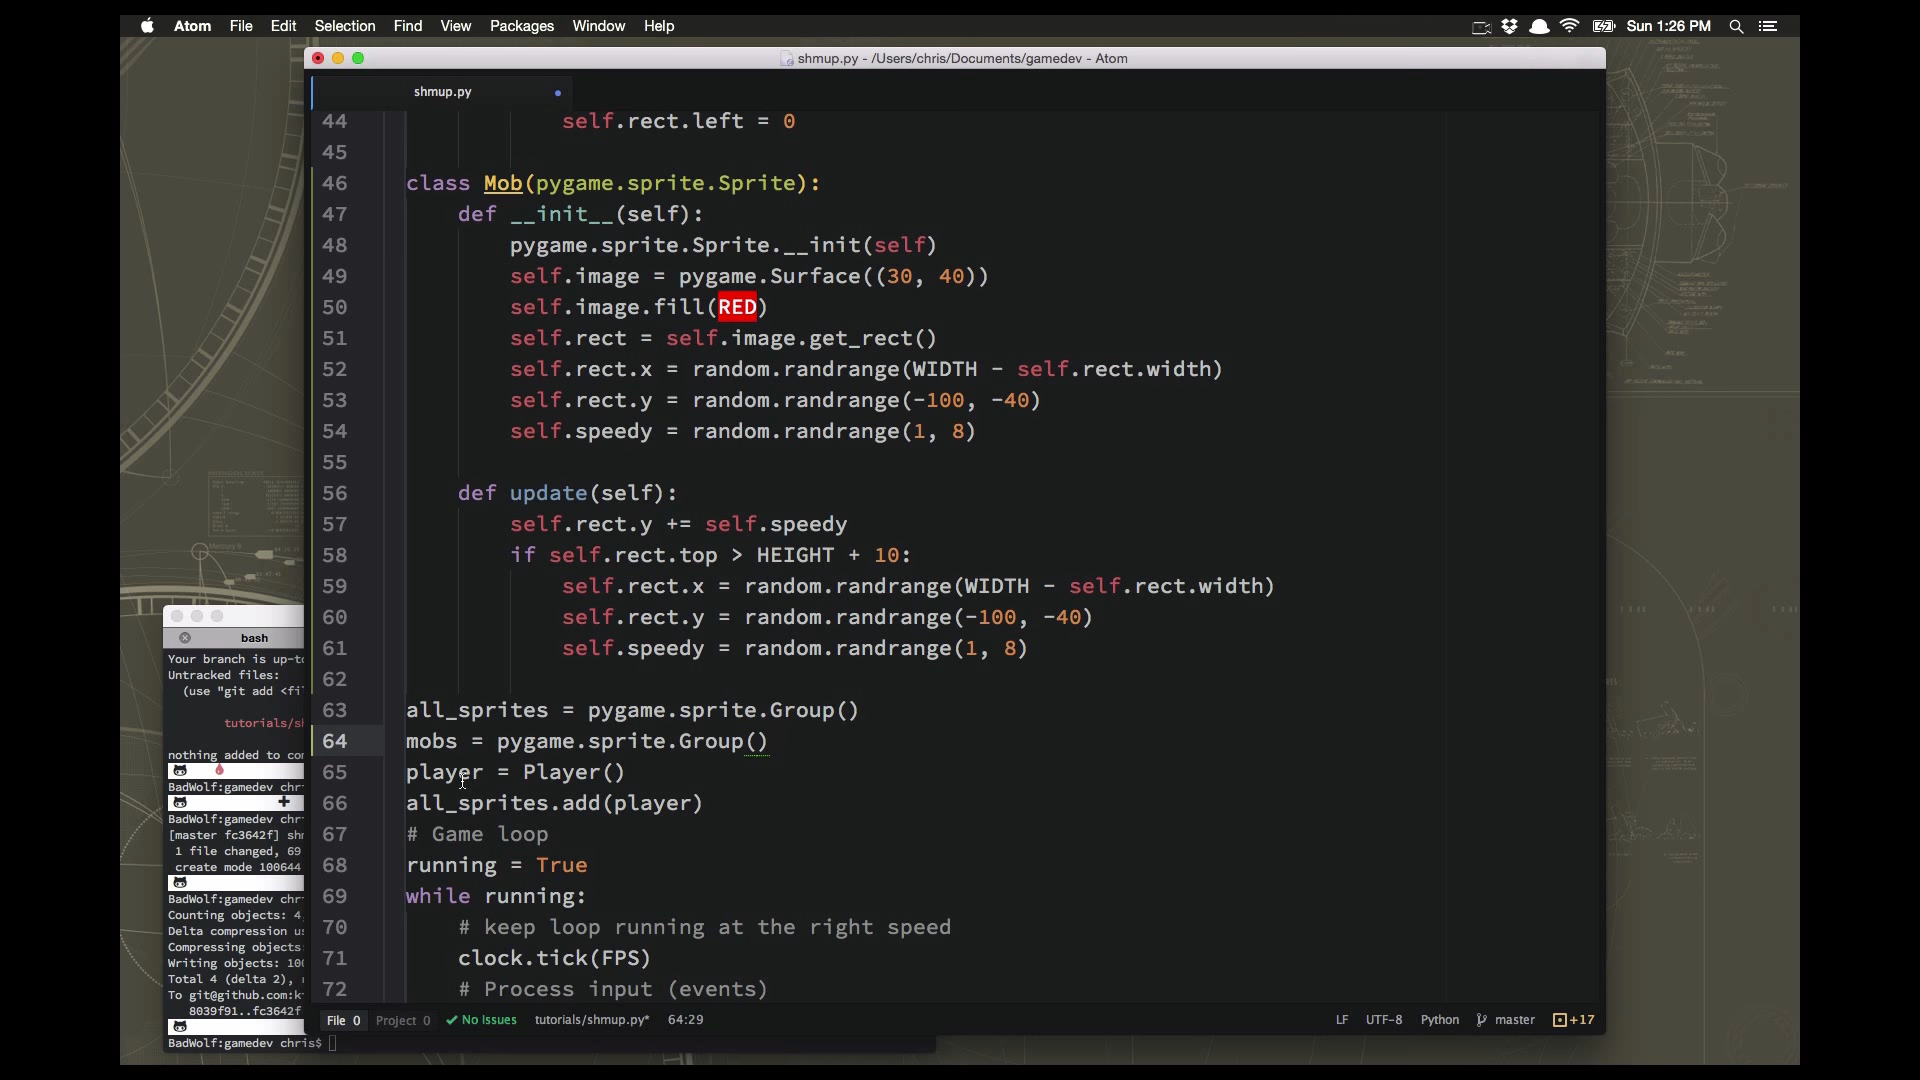 Atom File Edit Selection Find View Packages Window Help Sun 1:26 PM
shmup.py - /Users/chris/Documents/gamedev - Atom
shmup.py
44 self.rect.left = 0
45
46 class Mob(pygame.sprite.Sprite):
47 def __init__(self):
48 pygame.sprite.Sprite.__init(self)
49 self.image = pygame.Surface((30, 40))
50 self.image.fill(RED)
51 self.rect = self.image.get_rect()
52 self.rect.x = random.randrange(WIDTH - self.rect.width)
53 self.rect.y = random.randrange(-100, -40)
54 self.speedy = random.randrange(1, 8)
55
56 def update(self):
57 self.rect.y += self.speedy
58 if self.rect.top > HEIGHT + 10:
59 self.rect.x = random.randrange(WIDTH - self.rect.width)
60 self.rect.y = random.randrange(-100, -40)
61 self.speedy = random.randrange(1, 8)
62
63 all_sprites = pygame.sprite.Group()
64 mobs = pygame.sprite.Group()
65 player = Player()
66 all_sprites.add(player)
67 # Game loop
68 running = True
69 while running:
70 # keep loop running at the right speed
71 clock.tick(FPS)
72 # Process input (events)
File 0 Project 0 No Issues tutorials/shmup.py* 64:29 LF UTF-8 Python master +17
bash
Your branch is up-to
Untracked files:
(use "git add <fi
tutorials/sh
nothing added to com
BadWolf:gamedev chr
BadWolf:gamedev chr
[master fc3642f] shm
1 file changed, 69
create mode 100644
BadWolf:gamedev chr
Counting objects: 4,
Delta compression us
Compressing objects:
Writing objects: 100
Total 4 (delta 2),
To git@github.com:k
8039f91..fc3642f
BadWolf:gamedev chris$